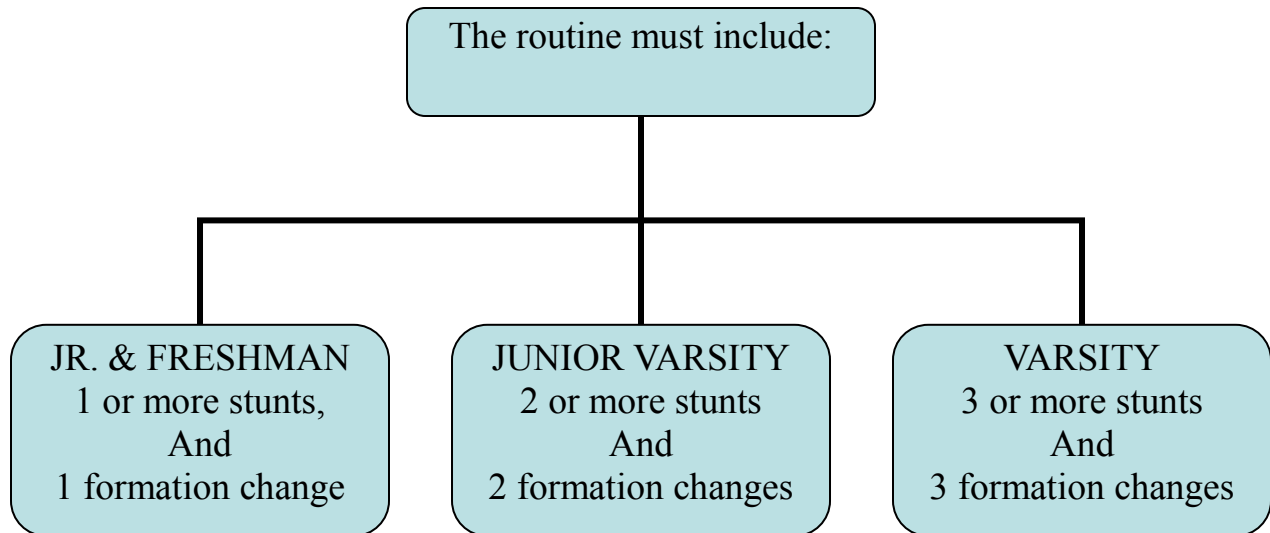 The routine must include:
JR. & FRESHMAN
1 or more stunts,
And
1 formation change
JUNIOR VARSITY
2 or more stunts
And
2 formation changes
VARSITY
3 or more stunts
And
3 formation changes